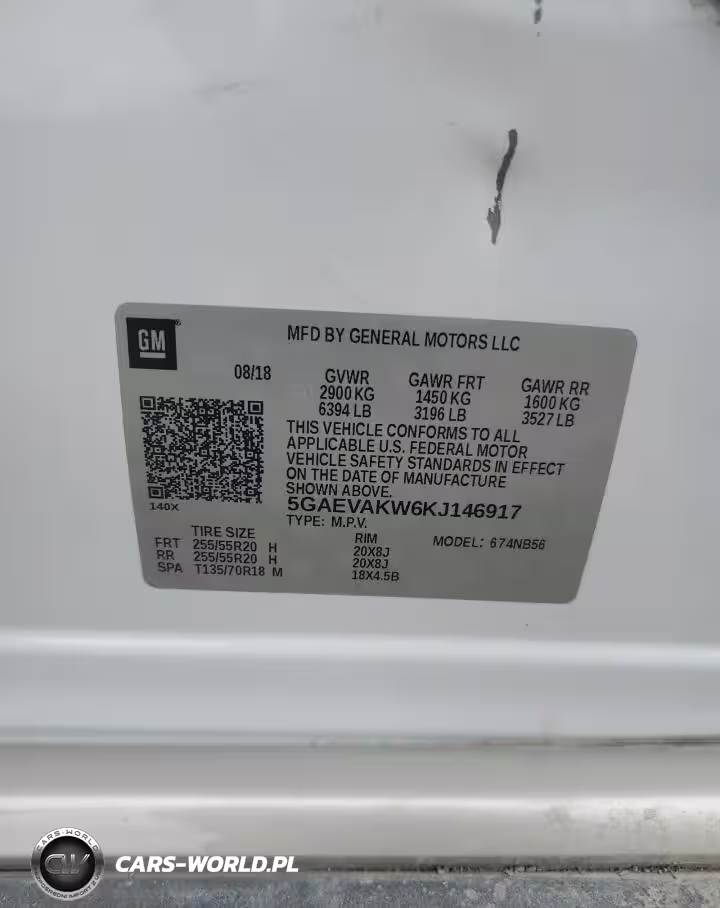 GM
MFD BY GENERAL MOTORS LLC
08/18 GVWR GAWR FRT GAWR RR
2900 KG 1450 KG 1600 KG
6394 LB 3196 LB 3527 LB
THIS VEHICLE CONFORMS TO ALL
APPLICABLE U.S. FEDERAL MOTOR
VEHICLE SAFETY STANDARDS IN EFFECT
ON THE DATE OF MANUFACTURE
SHOWN ABOVE.
140X
5GAEVAKW6KJ146917
TYPE: M.P.V.
TIRE SIZE RIM MODEL: 674NB56
FRT 255/55R20 H 20X8J
RR 255/55R20 H 20X8J
SPA T135/70R18 M 18X4.5B
CARS-WORLD
CW
CARS-WORLD.PL